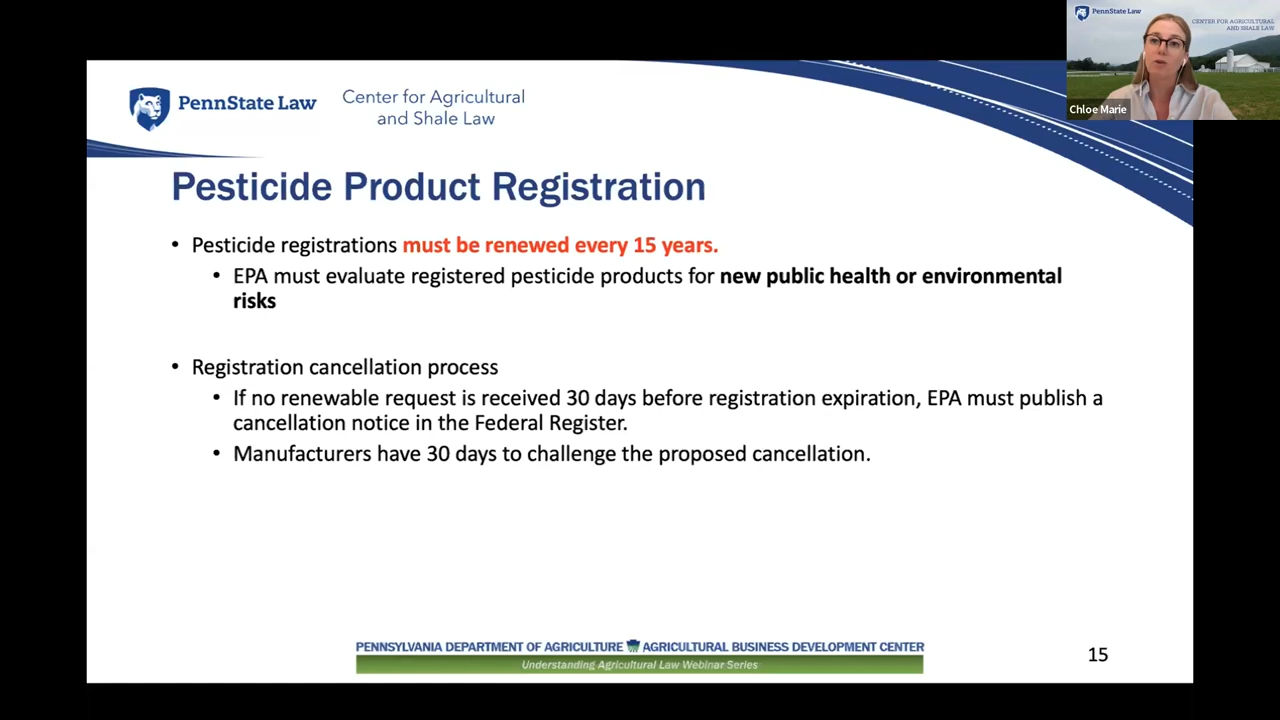 PennState Law
CENTER FOR AGRICULTURAL
AND SHALE LAW
Chloe Marie
PennState Law
Center for Agricultural
and Shale Law
Pesticide Product Registration
• Pesticide registrations must be renewed every 15 years.
• EPA must evaluate registered pesticide products for new public health or environmental
risks
• Registration cancellation process
• If no renewable request is received 30 days before registration expiration, EPA must publish a
cancellation notice in the Federal Register.
• Manufacturers have 30 days to challenge the proposed cancellation.
PENNSYLVANIA DEPARTMENT OF AGRICULTURE AGRICULTURAL BUSINESS DEVELOPMENT CENTER
Understanding Agricultural Law Webinar Series
15